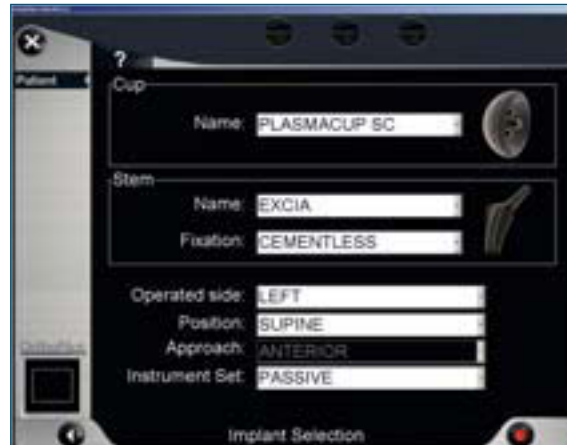 ?
Patient
Cup
Name: PLASMACUP SC
Stem
Name: EXCIA
Fixation: CEMENTLESS
Operated side: LEFT
Position: SUPINE
Approach: ANTERIOR
Instrument Set: PASSIVE
OrthoPilot
Implant Selection